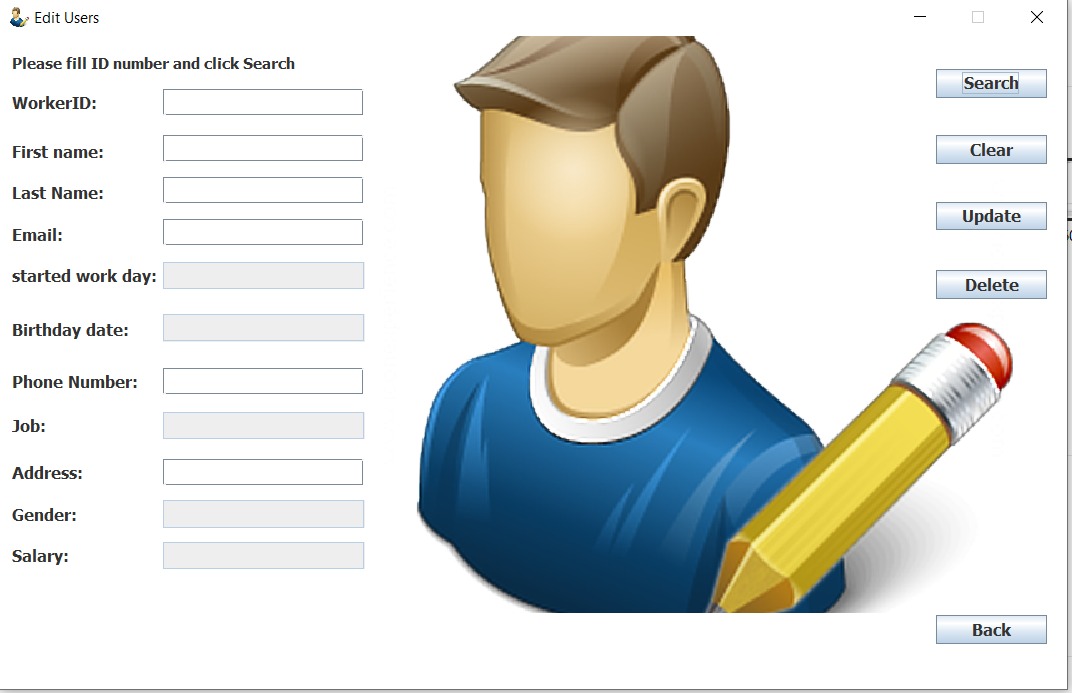 Edit Users
Please fill ID number and click Search
WorkerID:
First name:
Last Name:
Email:
started work day:
Birthday date:
Phone Number:
Job:
Address:
Gender:
Salary:
Search
Clear
Update
Delete
Back